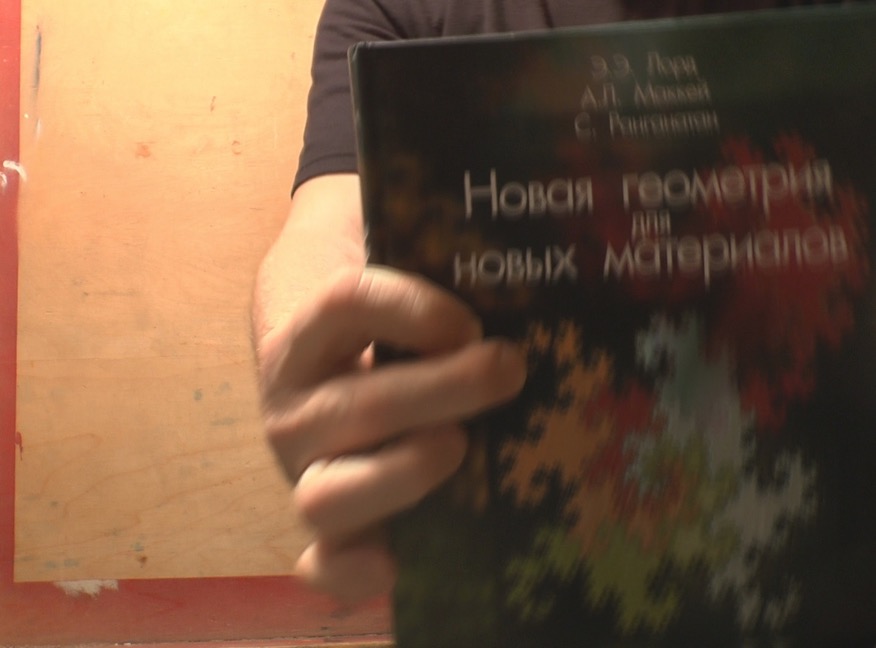 Э.Э. Лорд
А.Л. Маккей
С. Ранганатан
Новая геометрия
для
новых материалов